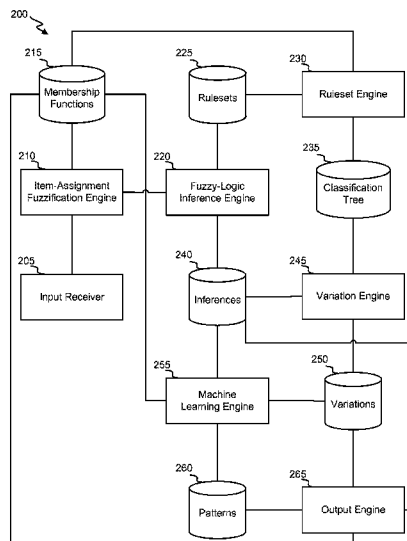 200
215
Membership
Functions
225
Rulesets
230
Ruleset Engine
210
Item-Assignment
Fuzzification Engine
220
Fuzzy-Logic
Inference Engine
235
Classification
Tree
205
Input Receiver
240
Inferences
245
Variation Engine
255
Machine
Learning Engine
250
Variations
260
Patterns
265
Output Engine